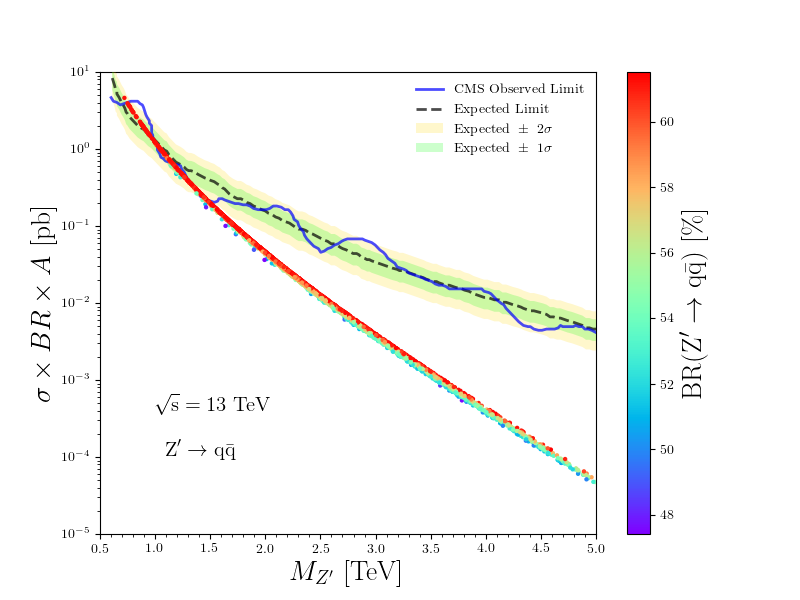 CMS Observed Limit
Expected Limit
Expected ± 2σ
Expected ± 1σ
√s = 13 TeV
Z′ → qq̄
σ × BR × A [pb]
10¹
10⁰
10⁻¹
10⁻²
10⁻³
10⁻⁴
10⁻⁵
0.5 1.0 1.5 2.0 2.5 3.0 3.5 4.0 4.5 5.0
M_Z′ [TeV]
60
58
56
54
52
50
48
BR(Z′ → qq̄) [%]